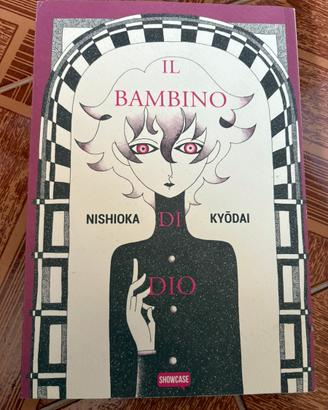 IL
BAMBINO
NISHIOKA DI KYŌDAI
DIO
SHOWCASE